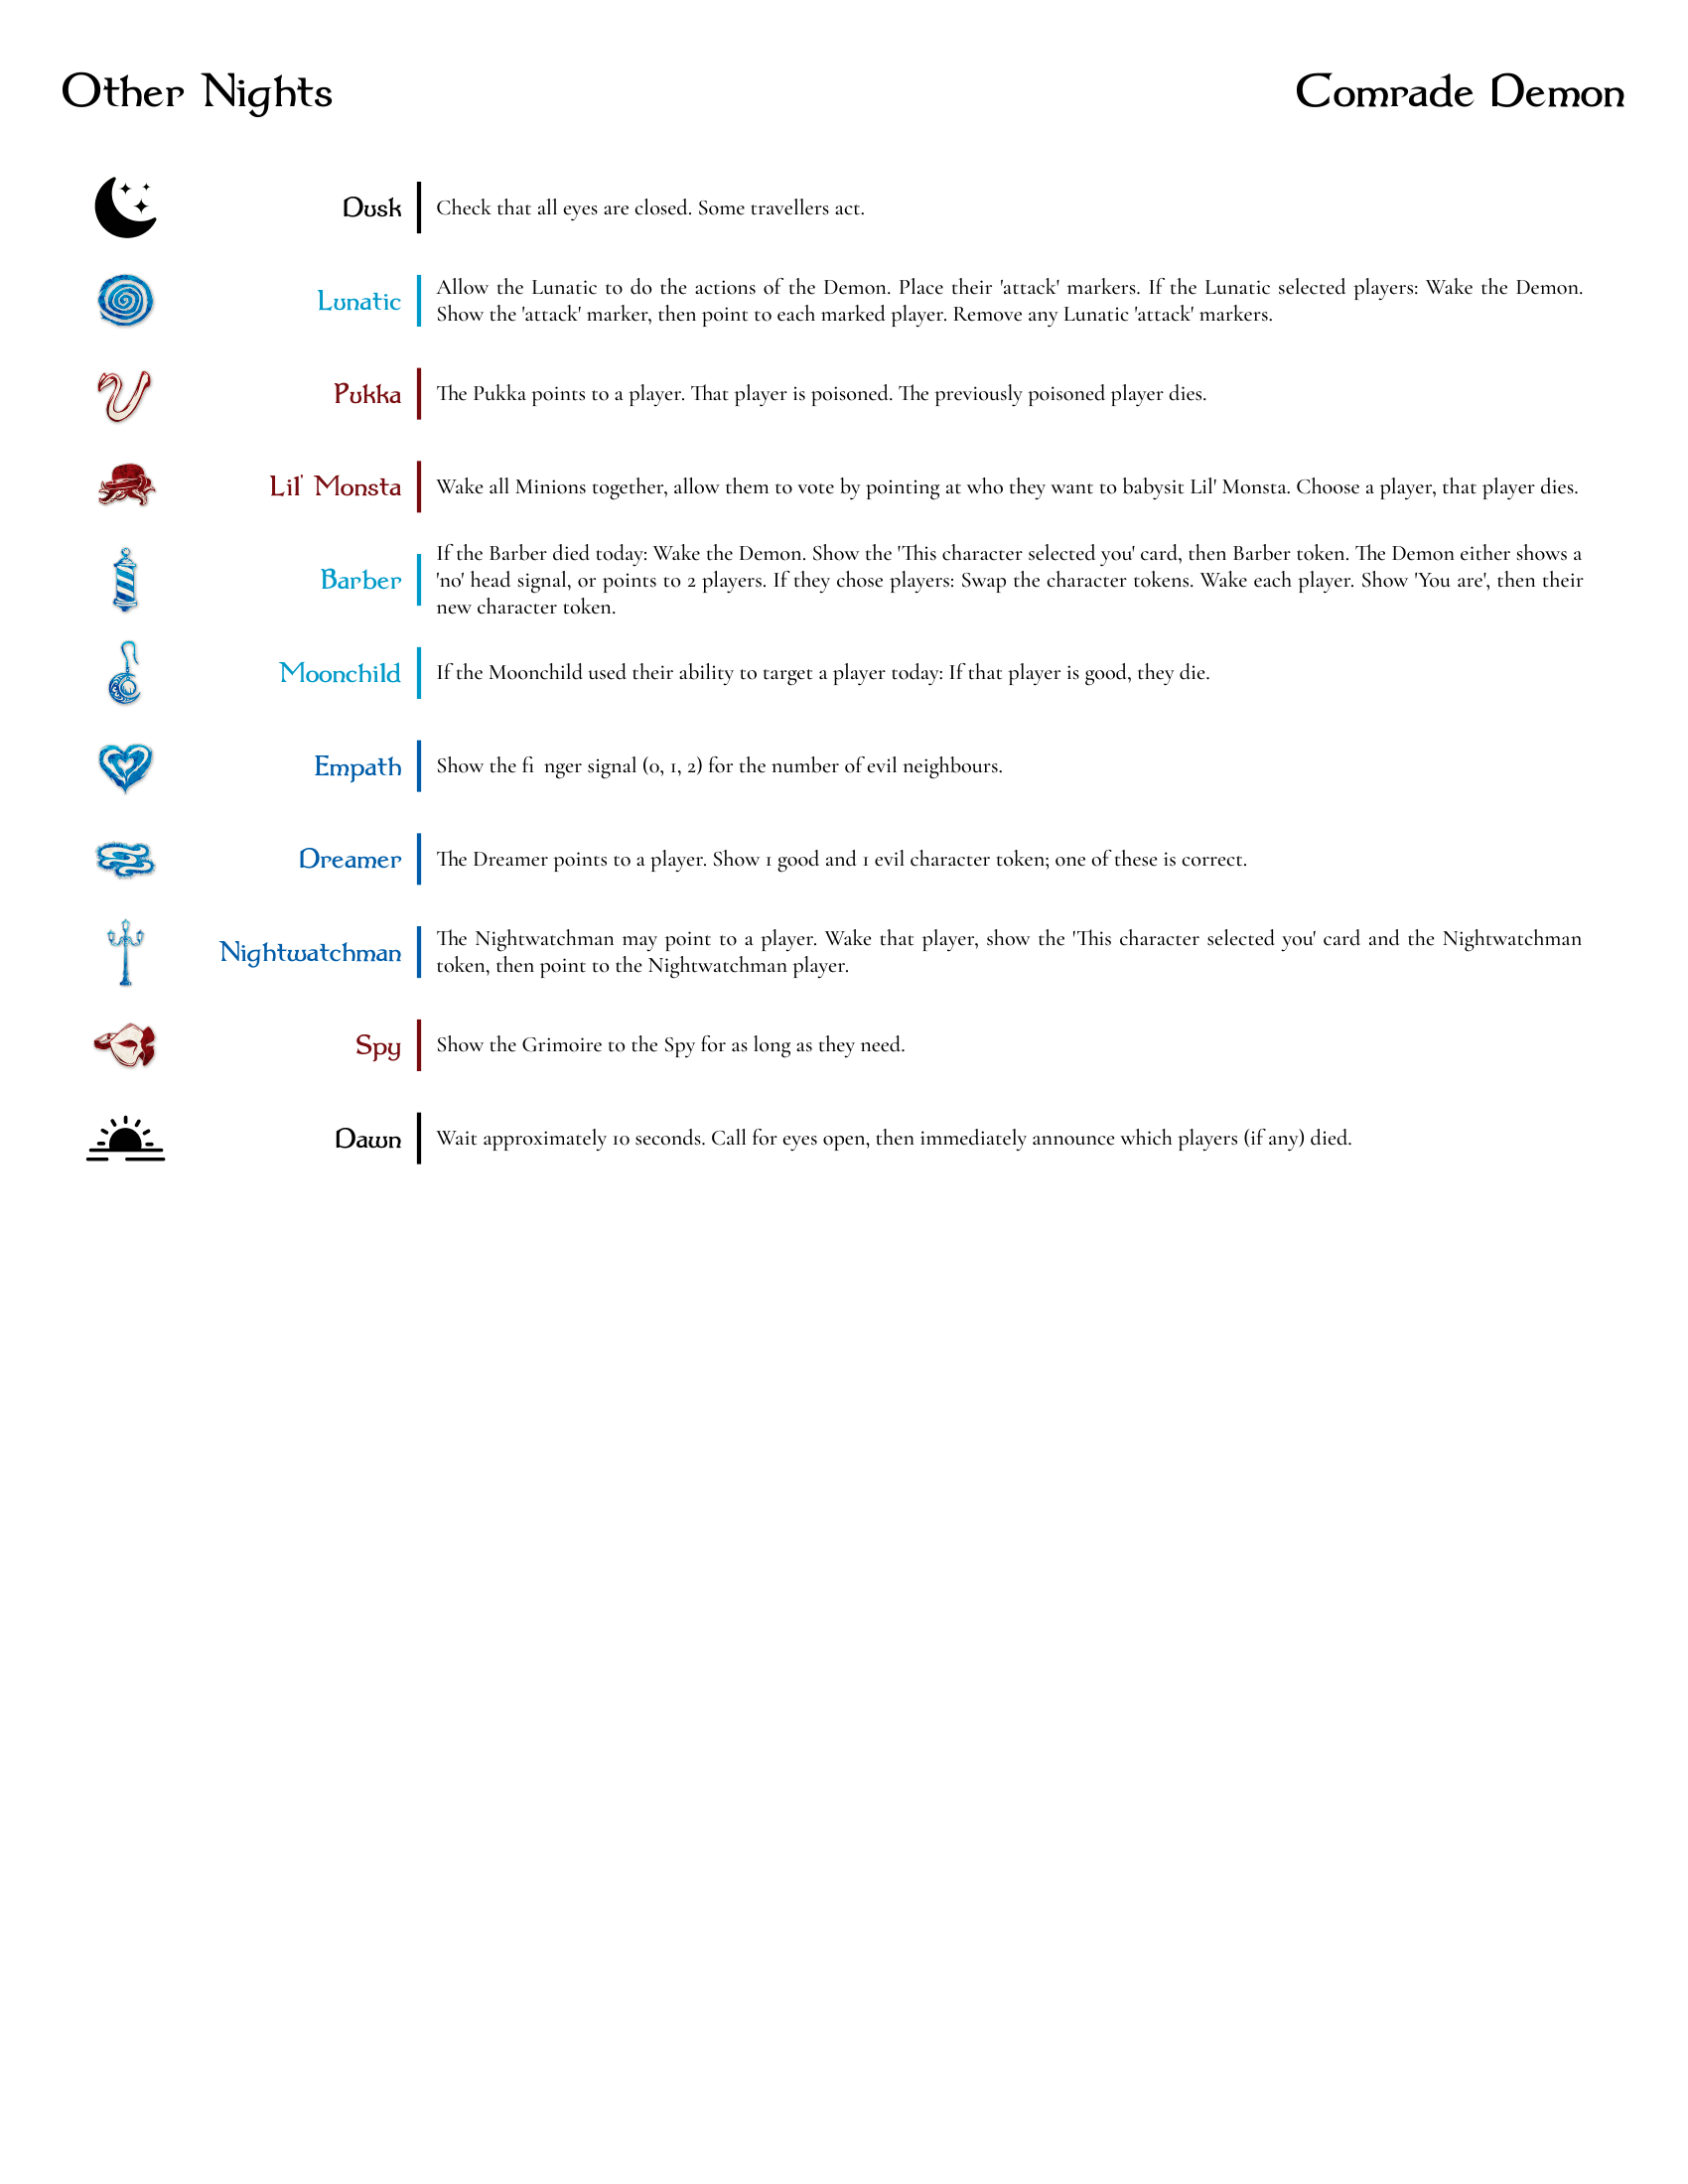 Other Nights
Comrade Demon
Dusk
Check that all eyes are closed. Some travellers act.
Lunatic
Allow the Lunatic to do the actions of the Demon. Place their 'attack' markers. If the Lunatic selected players: Wake the Demon.
Show the 'attack' marker, then point to each marked player. Remove any Lunatic 'attack' markers.
Pukka
The Pukka points to a player. That player is poisoned. The previously poisoned player dies.
Lil' Monsta
Wake all Minions together, allow them to vote by pointing at who they want to babysit Lil' Monsta. Choose a player, that player dies.
Barber
If the Barber died today: Wake the Demon. Show the 'This character selected you' card, then Barber token. The Demon either shows a
'no' head signal, or points to 2 players. If they chose players: Swap the character tokens. Wake each player. Show 'You are', then their
new character token.
Moonchild
If the Moonchild used their ability to target a player today: If that player is good, they die.
Empath
Show the fi nger signal (0, 1, 2) for the number of evil neighbours.
Dreamer
The Dreamer points to a player. Show 1 good and 1 evil character token; one of these is correct.
Nightwatchman
The Nightwatchman may point to a player. Wake that player, show the 'This character selected you' card and the Nightwatchman
token, then point to the Nightwatchman player.
Spy
Show the Grimoire to the Spy for as long as they need.
Dawn
Wait approximately 10 seconds. Call for eyes open, then immediately announce which players (if any) died.